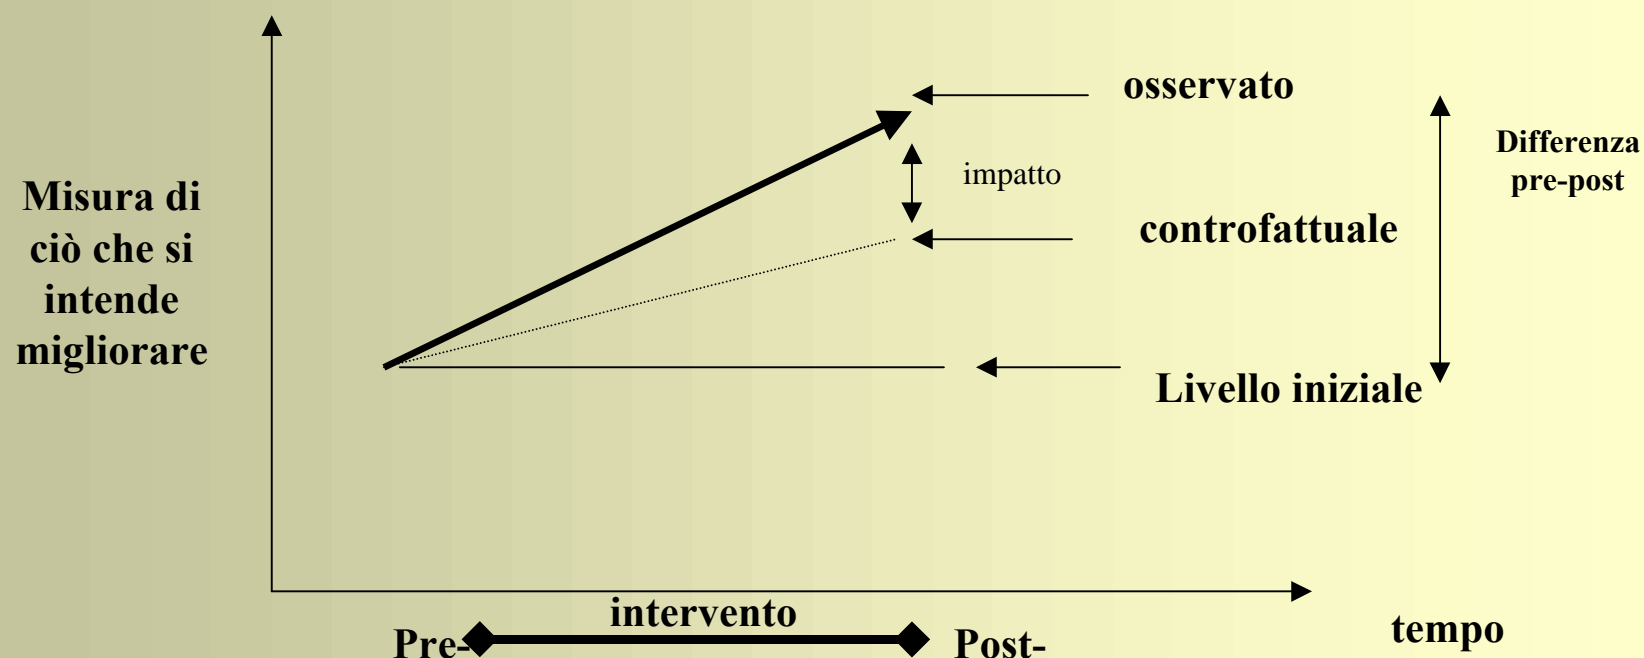 osservato
Differenza
pre-post
impatto
Misura di
ciò che si
intende
migliorare
controfattuale
Livello iniziale
intervento
Pre-
Post-
tempo